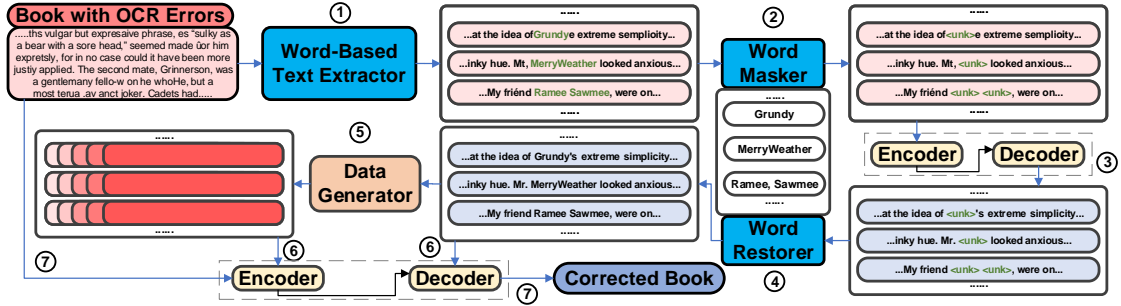 Book with OCR Errors
.....ths vulgar but expresaive phrase, es “sulky as
a bear with a sore head,” seemed made ûor him
expretsly, for in no case could it have been more
justly applied. The second mate, Grinnerson, was
a gentlemany fello-w on he whoHe, but a
most terua .av anct joker. Cadets had.....
①
Word-Based
Text Extractor
......
...at the idea ofGrundye extreme semplicity...
...inky hue. Mt, MerryWeather looked anxious...
...My friénd Ramee Sawmee, were on...
......
②
Word
Masker
......
Grundy
MerryWeather
Ramee, Sawmee
......
Word
Restorer
④
......
...at the idea of<unk>e extreme semplicity...
...inky hue. Mt, <unk> looked anxious...
...My friénd <unk> <unk>, were on...
......
Encoder
Decoder
③
......
...at the idea of <unk>'s extreme simplicity...
...inky hue. Mr. <unk> looked anxious...
...My friend <unk> <unk>, were on...
......
......
...at the idea of Grundy's extreme simplicity...
...inky hue. Mr. MerryWeather looked anxious...
...My friend Ramee Sawmee, were on...
......
⑤
Data
Generator
......
......
⑥
⑥
⑦
Encoder
Decoder
⑦
Corrected Book